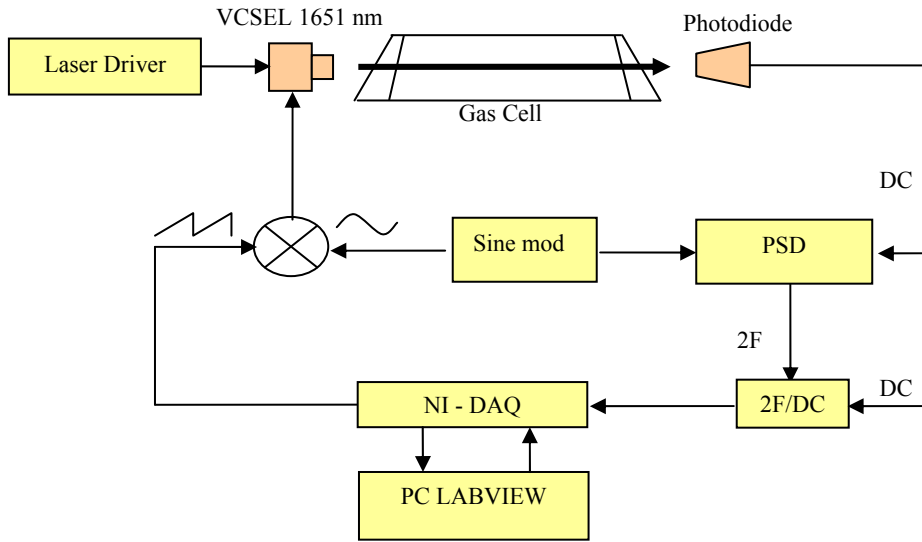 VCSEL 1651 nm
Photodiode
Laser Driver
Gas Cell
DC
Sine mod
PSD
2F
DC
NI - DAQ
2F/DC
PC LABVIEW